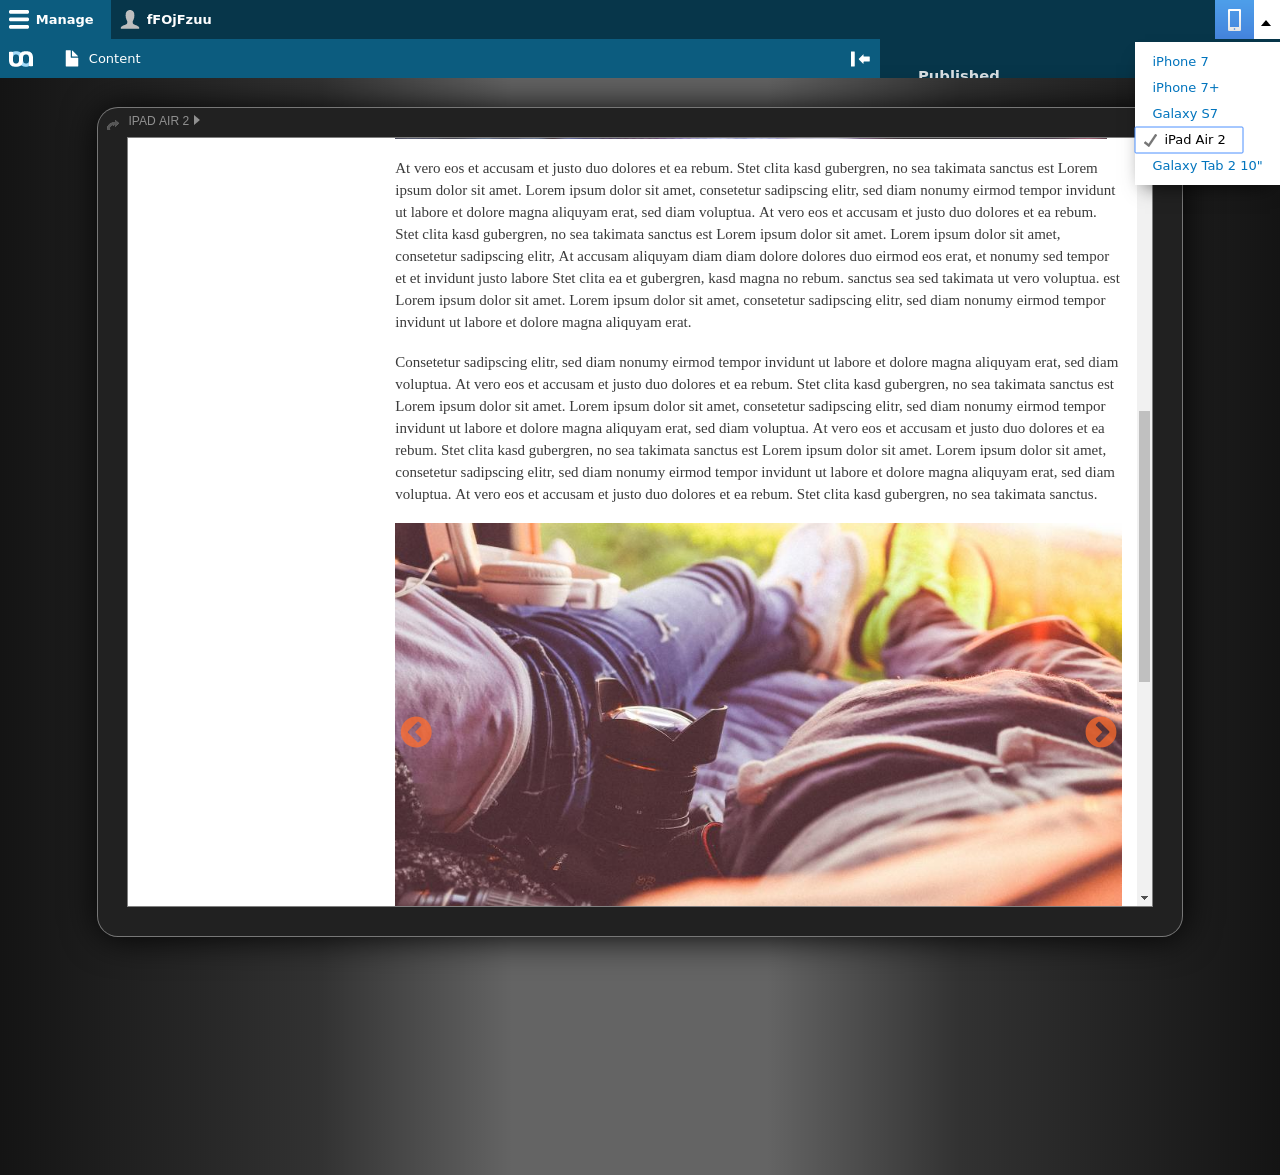 Manage
fFOjFzuu
Content
Published
iPhone 7
iPhone 7+
Galaxy S7
iPad Air 2
Galaxy Tab 2 10"
IPAD AIR 2
At vero eos et accusam et justo duo dolores et ea rebum. Stet clita kasd gubergren, no sea takimata sanctus est Lorem
ipsum dolor sit amet. Lorem ipsum dolor sit amet, consetetur sadipscing elitr, sed diam nonumy eirmod tempor invidunt
ut labore et dolore magna aliquyam erat, sed diam voluptua. At vero eos et accusam et justo duo dolores et ea rebum.
Stet clita kasd gubergren, no sea takimata sanctus est Lorem ipsum dolor sit amet. Lorem ipsum dolor sit amet,
consetetur sadipscing elitr, At accusam aliquyam diam diam dolore dolores duo eirmod eos erat, et nonumy sed tempor
et et invidunt justo labore Stet clita ea et gubergren, kasd magna no rebum. sanctus sea sed takimata ut vero voluptua. est
Lorem ipsum dolor sit amet. Lorem ipsum dolor sit amet, consetetur sadipscing elitr, sed diam nonumy eirmod tempor
invidunt ut labore et dolore magna aliquyam erat.
Consetetur sadipscing elitr, sed diam nonumy eirmod tempor invidunt ut labore et dolore magna aliquyam erat, sed diam
voluptua. At vero eos et accusam et justo duo dolores et ea rebum. Stet clita kasd gubergren, no sea takimata sanctus est
Lorem ipsum dolor sit amet. Lorem ipsum dolor sit amet, consetetur sadipscing elitr, sed diam nonumy eirmod tempor
invidunt ut labore et dolore magna aliquyam erat, sed diam voluptua. At vero eos et accusam et justo duo dolores et ea
rebum. Stet clita kasd gubergren, no sea takimata sanctus est Lorem ipsum dolor sit amet. Lorem ipsum dolor sit amet,
consetetur sadipscing elitr, sed diam nonumy eirmod tempor invidunt ut labore et dolore magna aliquyam erat, sed diam
voluptua. At vero eos et accusam et justo duo dolores et ea rebum. Stet clita kasd gubergren, no sea takimata sanctus.